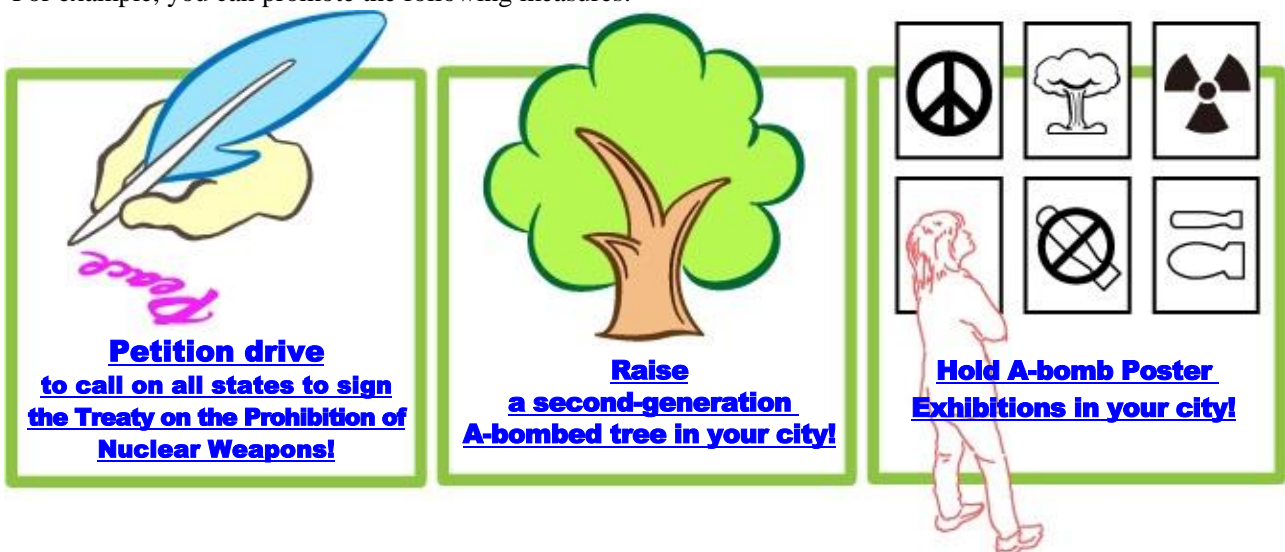 For example, you can promote the following measures:
Peace
Petition drive
to call on all states to sign
the Treaty on the Prohibition of
Nuclear Weapons!
Raise
a second-generation
A-bombed tree in your city!
Hold A-bomb Poster
Exhibitions in your city!